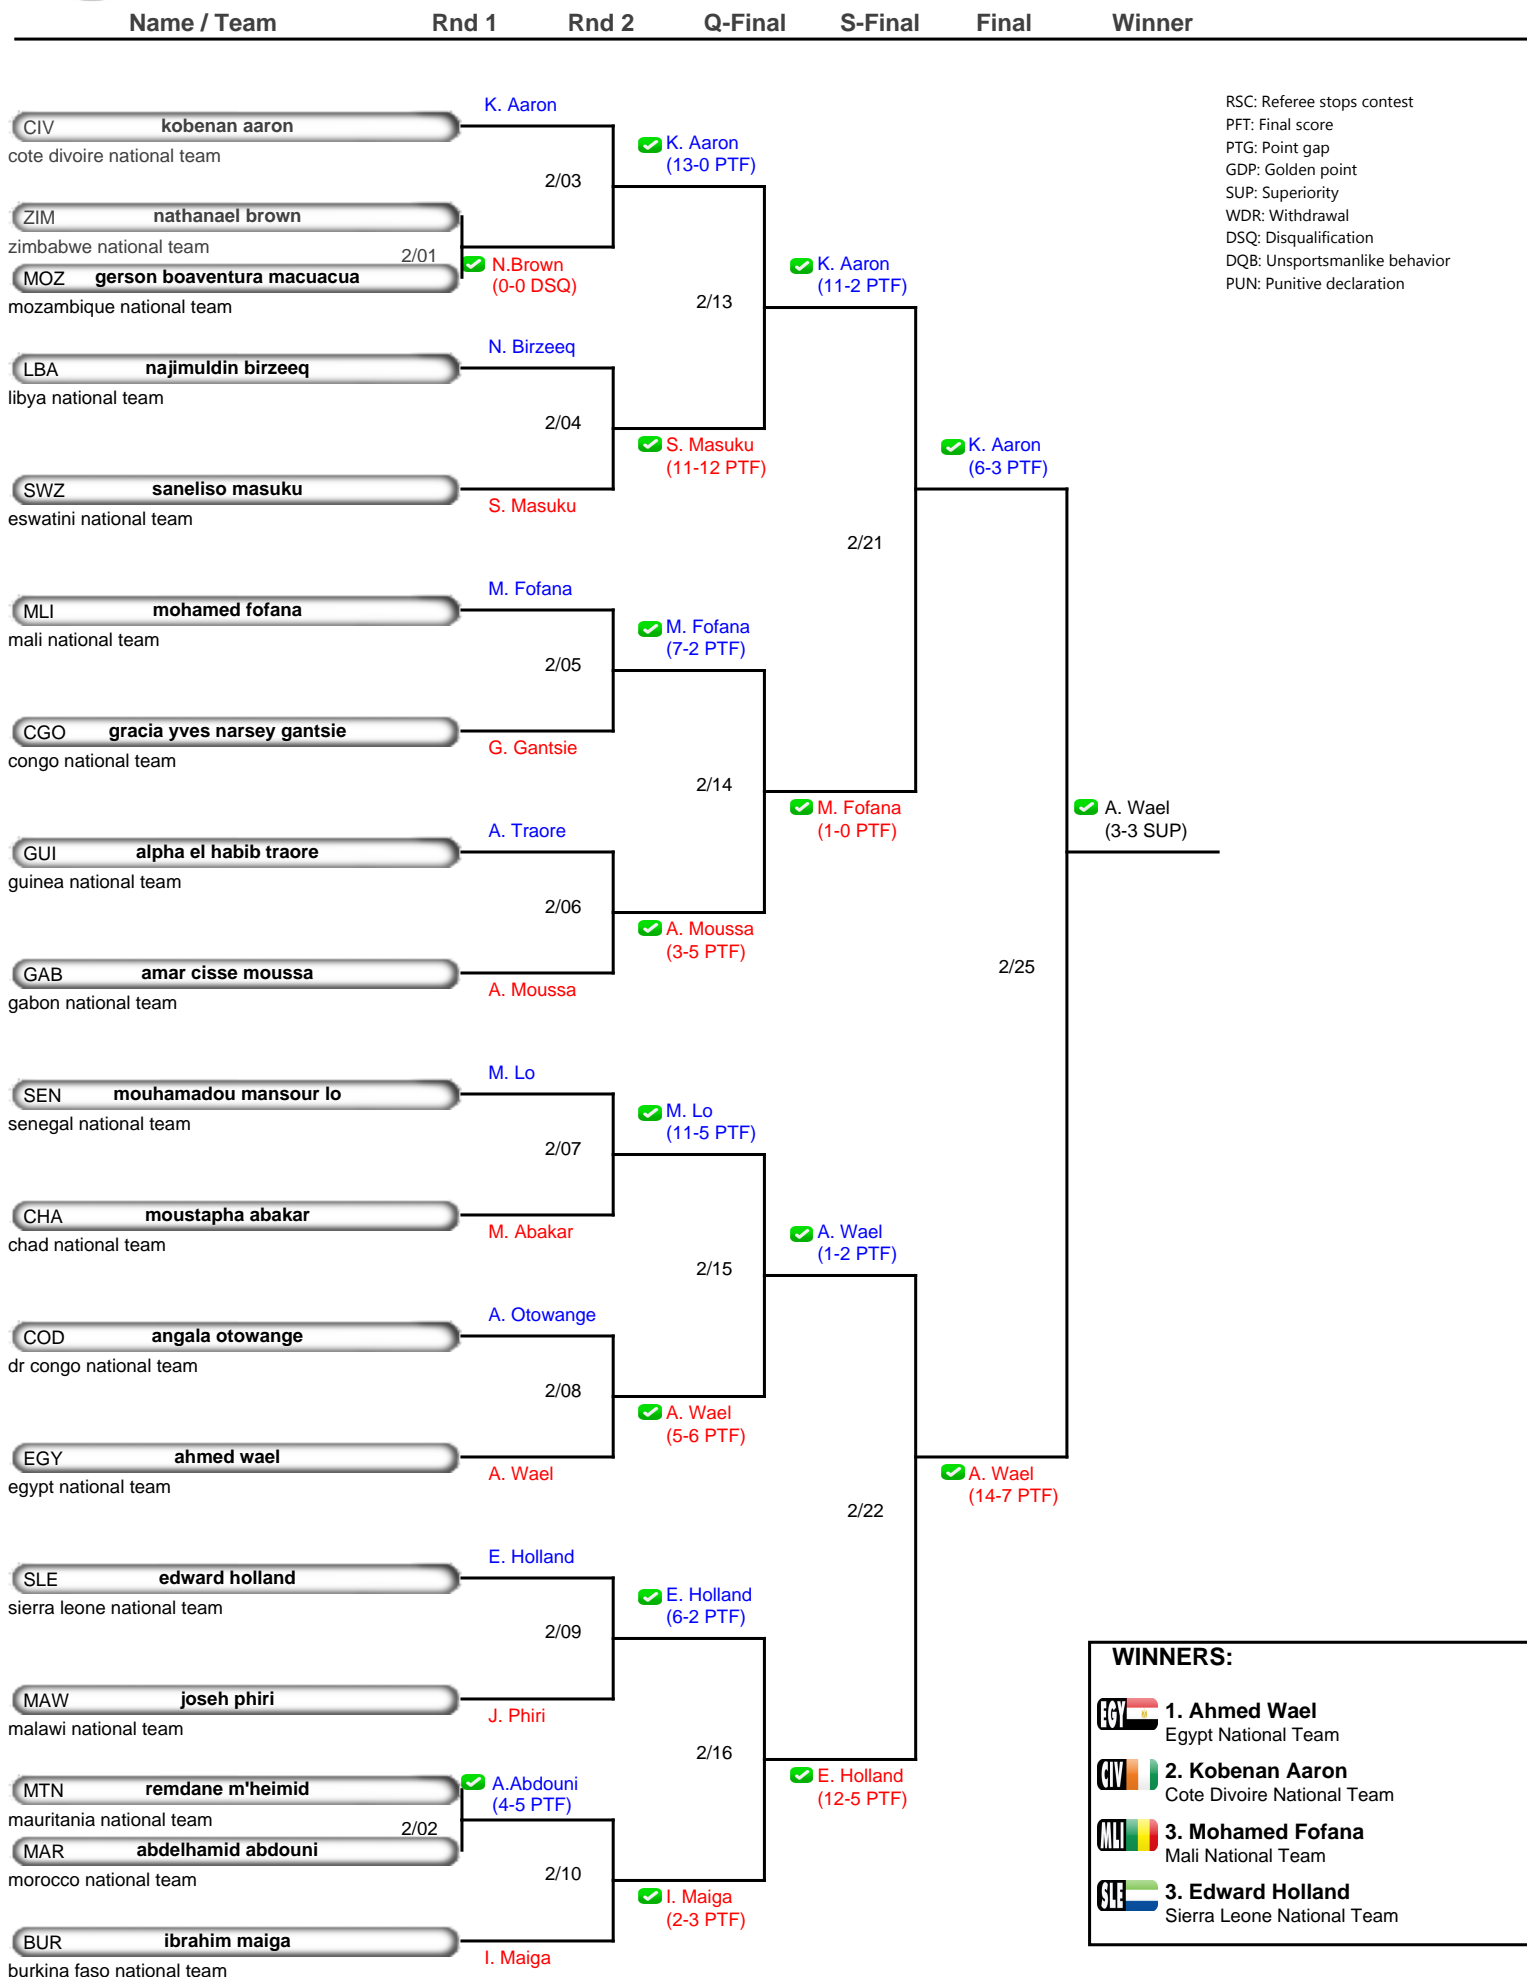 Name / Team Rnd 1 Rnd 2 Q-Final S-Final Final Winner
RSC: Referee stops contest
PFT: Final score
PTG: Point gap
GDP: Golden point
SUP: Superiority
WDR: Withdrawal
DSQ: Disqualification
DQB: Unsportsmanlike behavior
PUN: Punitive declaration
K. Aaron
CIV kobenan aaron
cote divoire national team
K. Aaron
(13-0 PTF)
2/03
ZIM nathanael brown
zimbabwe national team
2/01
N.Brown
(0-0 DSQ)
MOZ gerson boaventura macuacua
mozambique national team
K. Aaron
(11-2 PTF)
2/13
N. Birzeeq
LBA najimuldin birzeeq
libya national team
2/04
S. Masuku
(11-12 PTF)
K. Aaron
(6-3 PTF)
SWZ saneliso masuku
eswatini national team
S. Masuku
2/21
M. Fofana
MLI mohamed fofana
mali national team
M. Fofana
(7-2 PTF)
2/05
CGO gracia yves narsey gantsie
congo national team
G. Gantsie
2/14
M. Fofana
(1-0 PTF)
A. Wael
(3-3 SUP)
A. Traore
GUI alpha el habib traore
guinea national team
2/06
A. Moussa
(3-5 PTF)
2/25
GAB amar cisse moussa
gabon national team
A. Moussa
M. Lo
SEN mouhamadou mansour lo
senegal national team
M. Lo
(11-5 PTF)
2/07
CHA moustapha abakar
chad national team
M. Abakar
A. Wael
(1-2 PTF)
2/15
A. Otowange
COD angala otowange
dr congo national team
2/08
A. Wael
(5-6 PTF)
EGY ahmed wael
egypt national team
A. Wael
A. Wael
(14-7 PTF)
2/22
E. Holland
SLE edward holland
sierra leone national team
E. Holland
(6-2 PTF)
2/09
MAW joseh phiri
malawi national team
J. Phiri
2/16
E. Holland
(12-5 PTF)
MTN remdane m'heimid
mauritania national team
A.Abdouni
(4-5 PTF)
2/02
MAR abdelhamid abdouni
morocco national team
2/10
I. Maiga
(2-3 PTF)
BUR ibrahim maiga
burkina faso national team
I. Maiga
WINNERS:
EGY 1. Ahmed Wael
Egypt National Team
CIV 2. Kobenan Aaron
Cote Divoire National Team
MLI 3. Mohamed Fofana
Mali National Team
SLE 3. Edward Holland
Sierra Leone National Team